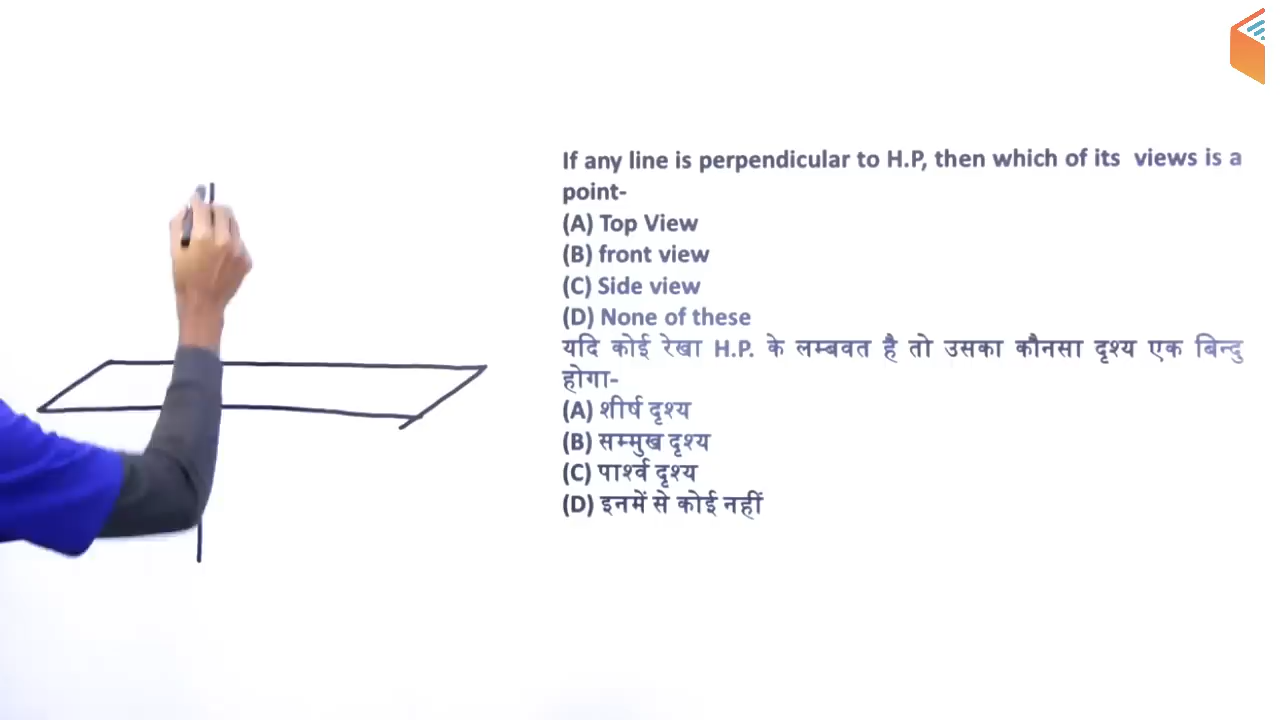 If any line is perpendicular to H.P, then which of its views is a
point-
(A) Top View
(B) front view
(C) Side view
(D) None of these
यदि कोई रेखा H.P. के लम्बवत है तो उसका कौनसा दृश्य एक बिन्दु
होगा-
(A) शीर्ष दृश्य
(B) सम्मुख दृश्य
(C) पार्श्व दृश्य
(D) इनमें से कोई नहीं